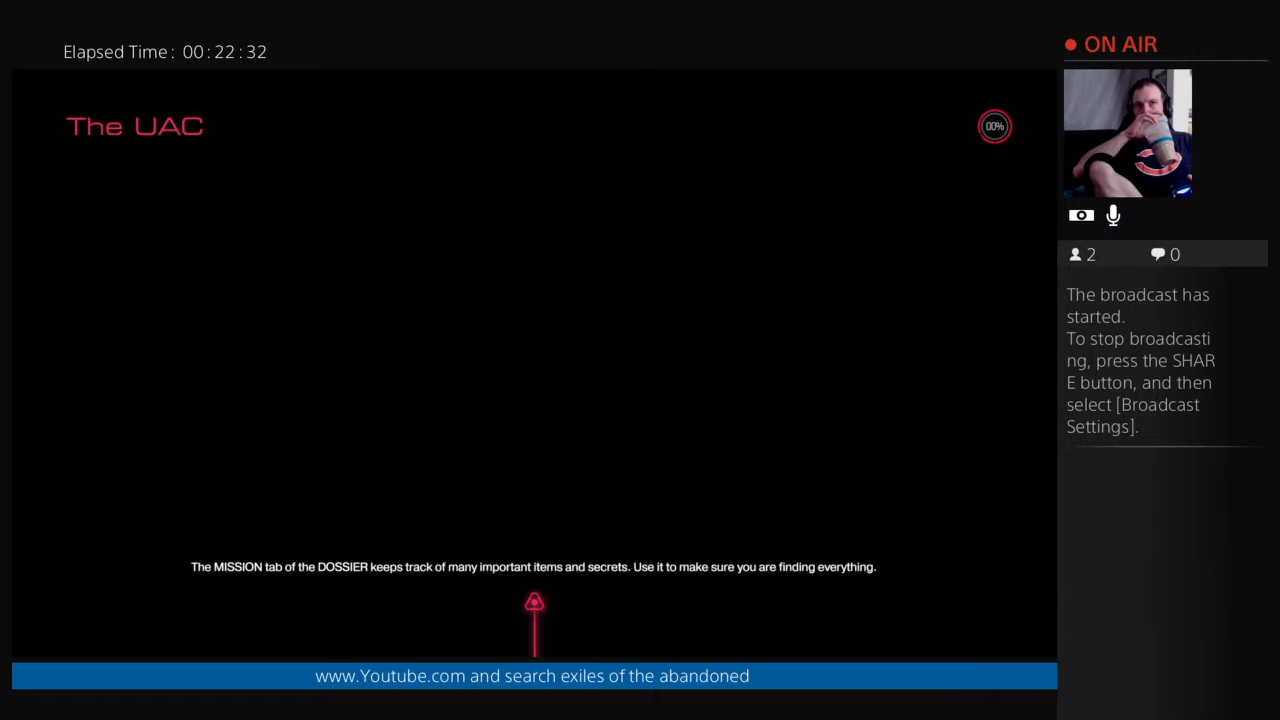 Elapsed Time: 00:22:32
ON AIR
The UAC
00%
2
0
The broadcast has
started.
To stop broadcasti
ng, press the SHAR
E button, and then
select [Broadcast
Settings].
The MISSION tab of the DOSSIER keeps track of many important items and secrets. Use it to make sure you are finding everything.
www.Youtube.com and search exiles of the abandoned